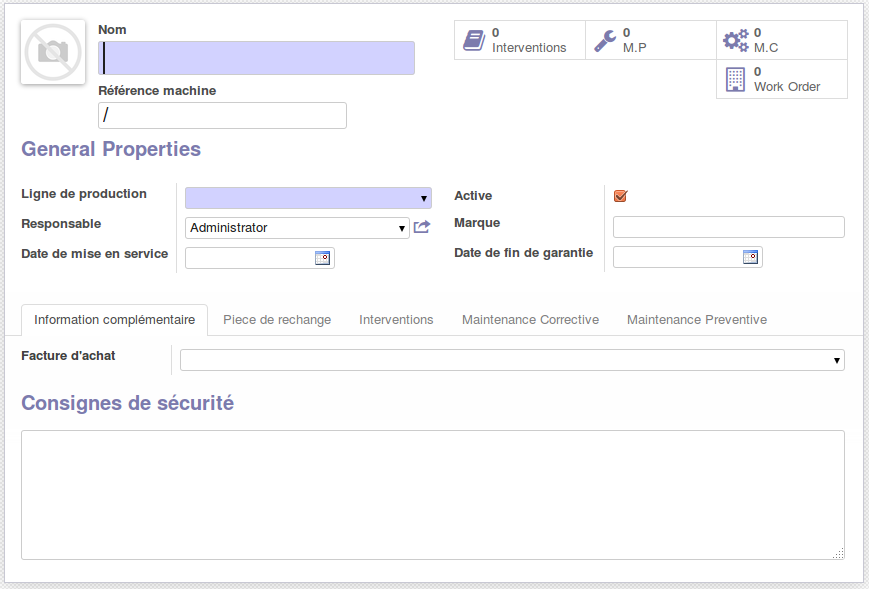 Nom
0
Interventions
0
M.P
0
M.C
0
Work Order
Référence machine
/
General Properties
Ligne de production
Active
Responsable
Administrator
Marque
Date de mise en service
Date de fin de garantie
Information complémentaire
Piece de rechange
Interventions
Maintenance Corrective
Maintenance Preventive
Facture d'achat
Consignes de sécurité